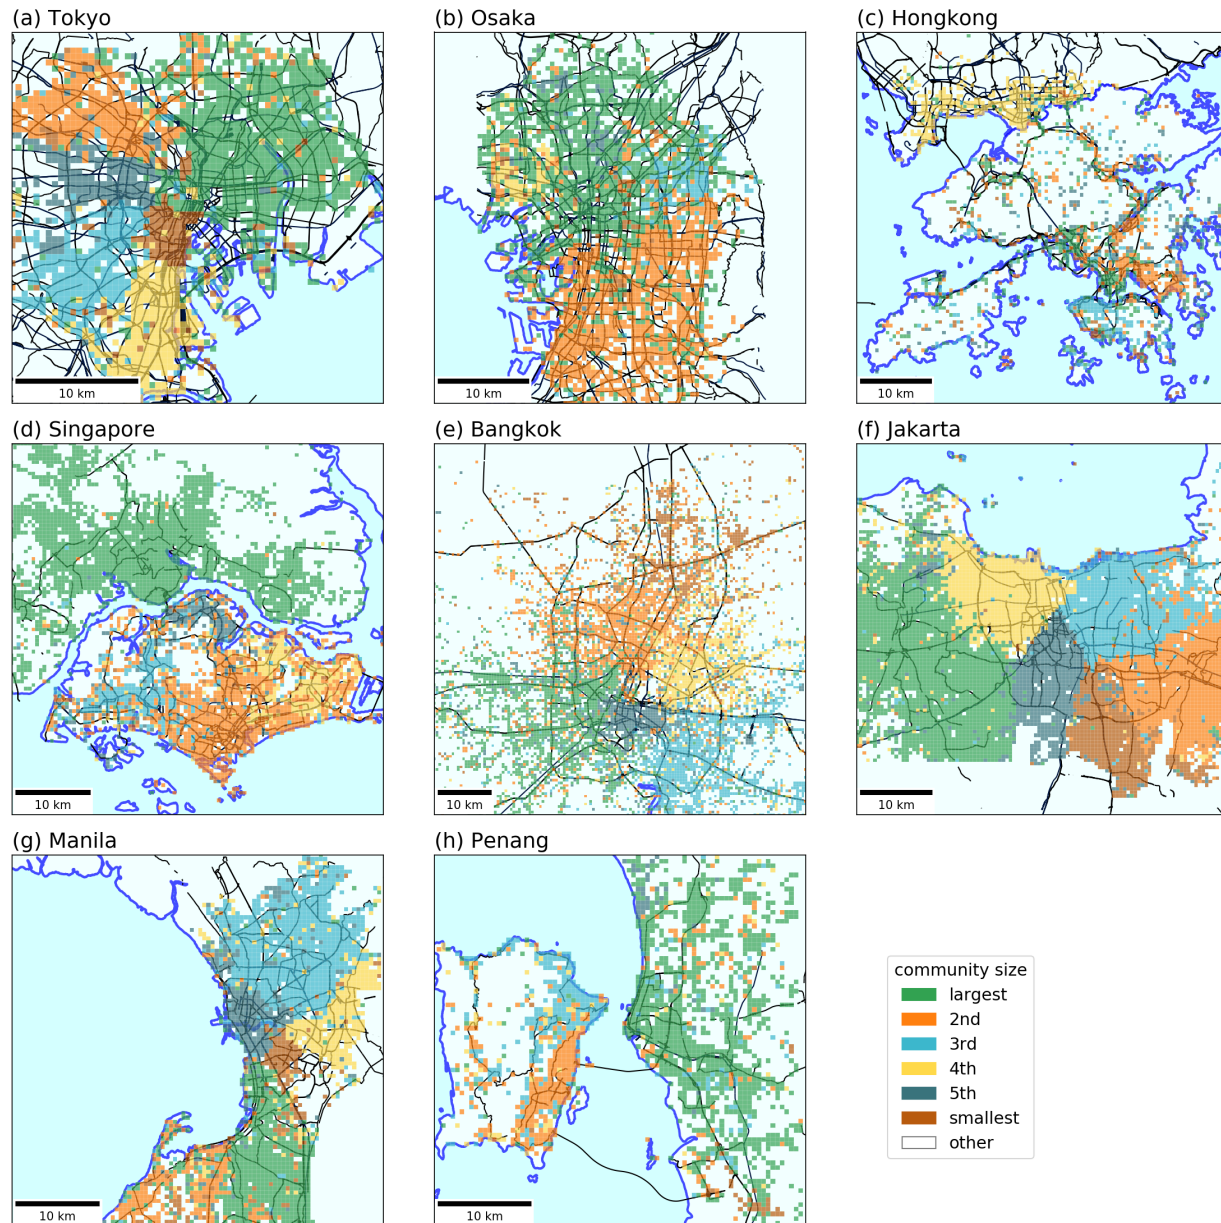 (a) Tokyo
(b) Osaka
(c) Hongkong
10 km
10 km
10 km
(d) Singapore
(e) Bangkok
(f) Jakarta
10 km
10 km
10 km
(g) Manila
(h) Penang
community size
largest
2nd
3rd
4th
5th
smallest
other
10 km
10 km